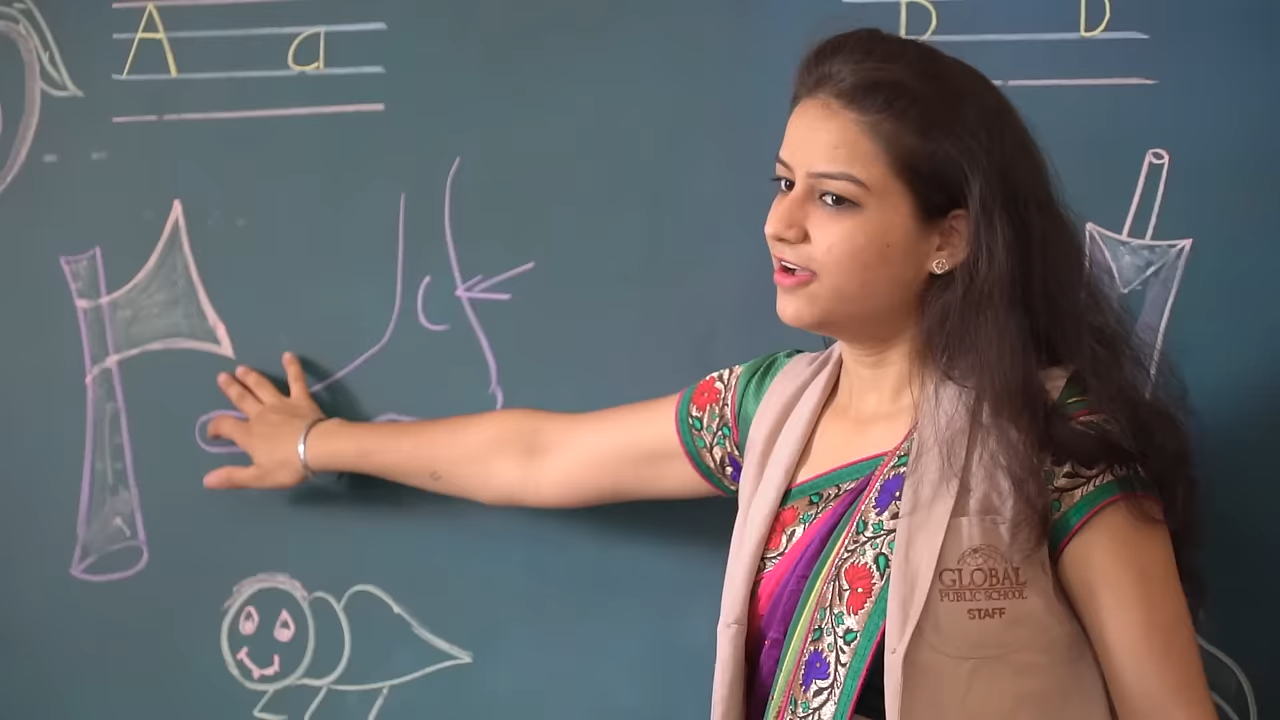 A a
B b
GLOBAL
PUBLIC SCHOOL
STAFF